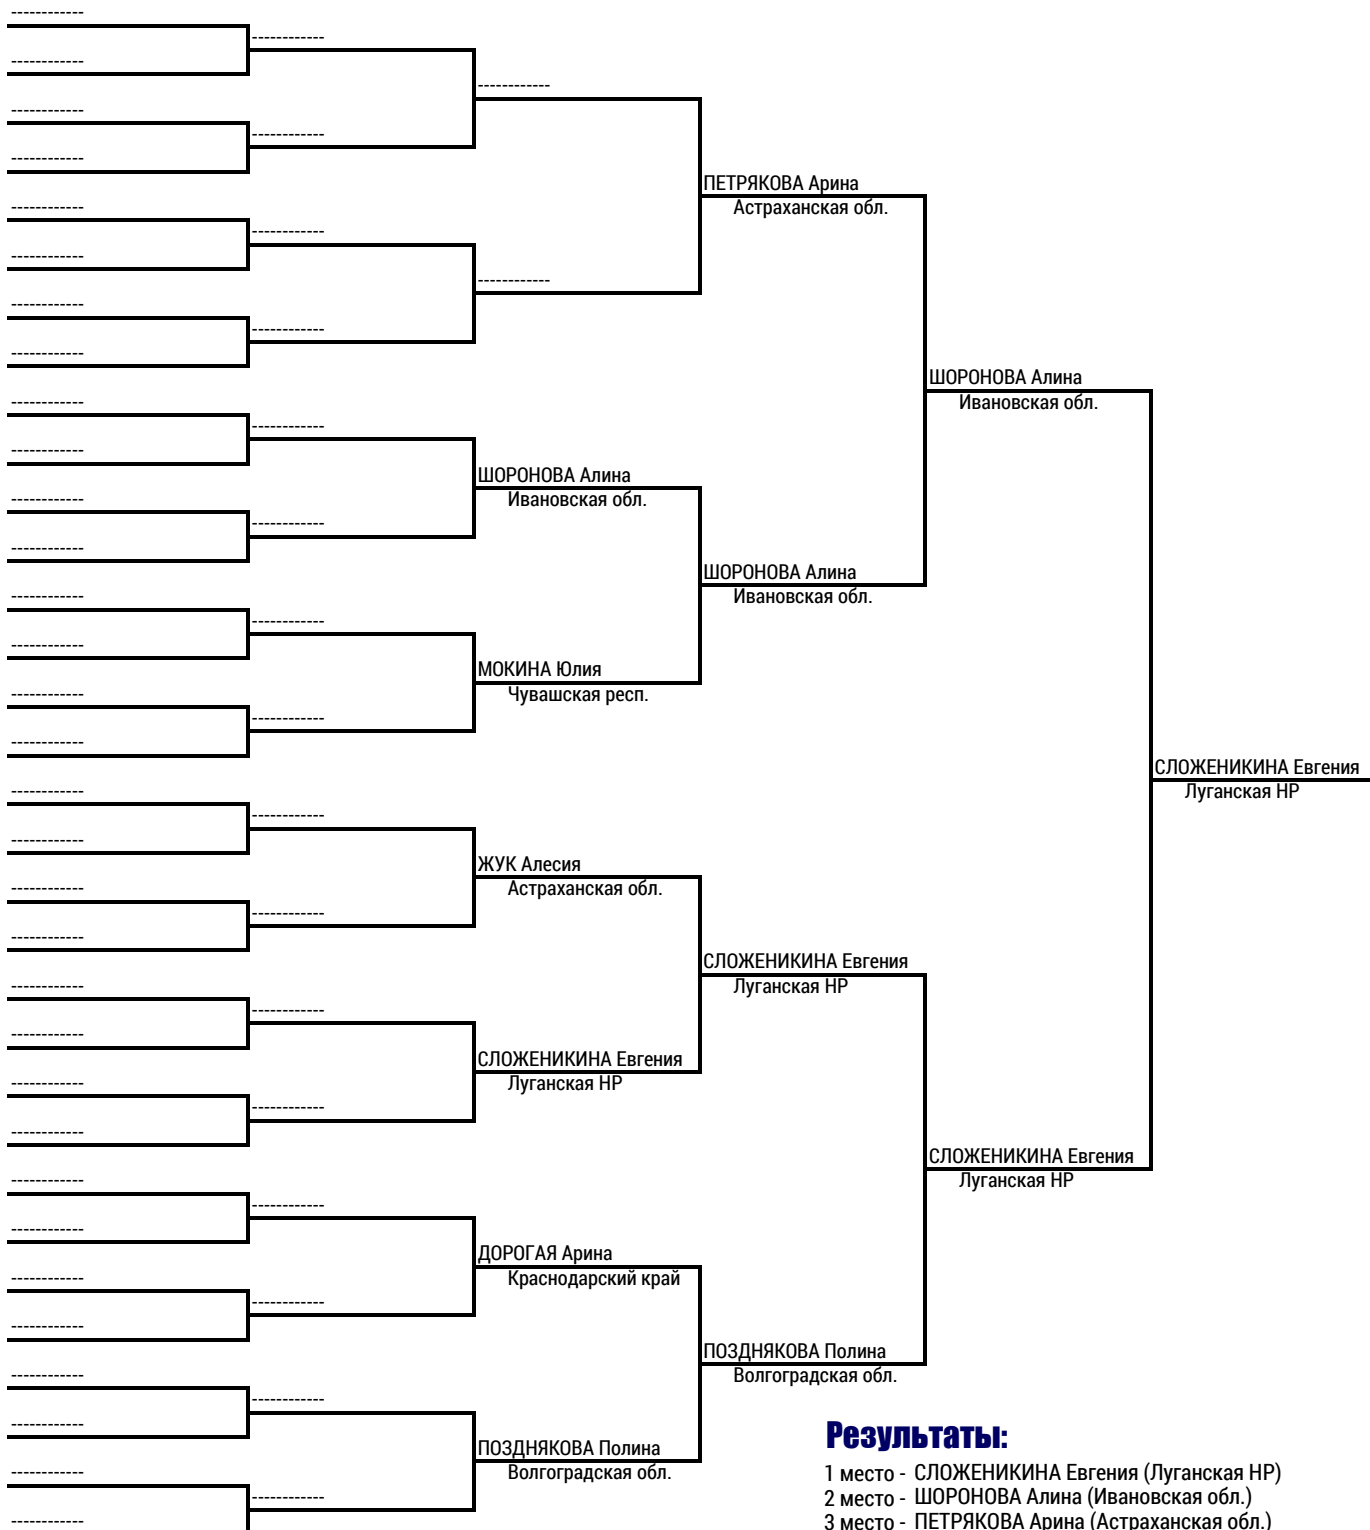 ПЕТРЯКОВА Арина
Астраханская обл.
ШОРОНОВА Алина
Ивановская обл.
ШОРОНОВА Алина
Ивановская обл.
ШОРОНОВА Алина
Ивановская обл.
МОКИНА Юлия
Чувашская респ.
СЛОЖЕНИКИНА Евгения
Луганская НР
ЖУК Алесия
Астраханская обл.
СЛОЖЕНИКИНА Евгения
Луганская НР
СЛОЖЕНИКИНА Евгения
Луганская НР
СЛОЖЕНИКИНА Евгения
Луганская НР
ДОРОГАЯ Арина
Краснодарский край
ПОЗДНЯКОВА Полина
Волгоградская обл.
ПОЗДНЯКОВА Полина
Волгоградская обл.
Результаты:
1 место - СЛОЖЕНИКИНА Евгения (Луганская НР)
2 место - ШОРОНОВА Алина (Ивановская обл.)
3 место - ПЕТРЯКОВА Арина (Астраханская обл.)